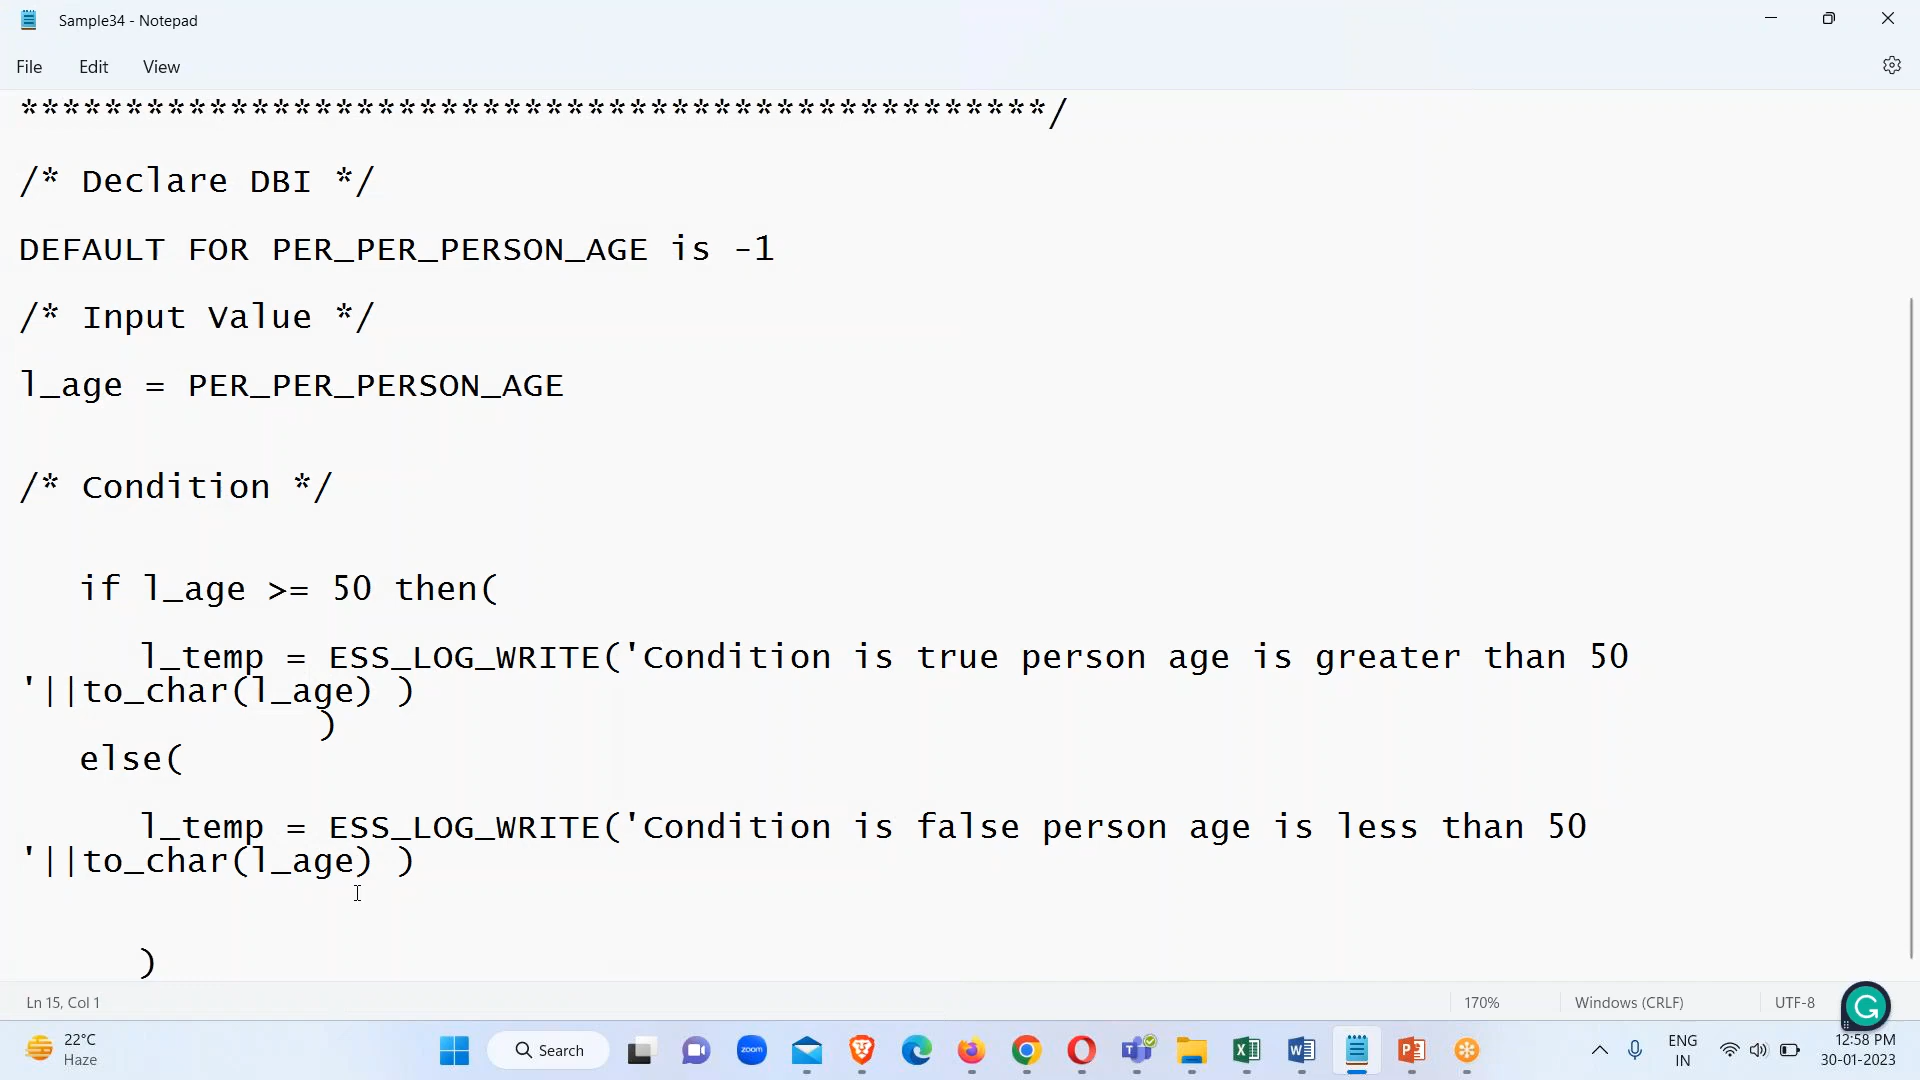 Sample34 - Notepad
File Edit View
*************************************************/
/* Declare DBI */
DEFAULT FOR PER_PER_PERSON_AGE is -1
/* Input Value */
l_age = PER_PER_PERSON_AGE
/* Condition */
if l_age >= 50 then(
l_temp = ESS_LOG_WRITE('Condition is true person age is greater than 50
'||to_char(l_age) )
)
else(
l_temp = ESS_LOG_WRITE('Condition is false person age is less than 50
'||to_char(l_age) )
)
Ln 15, Col 1 170% Windows (CRLF) UTF-8
22°C
Haze
Search
zoom
ENG
IN
12:58 PM
30-01-2023